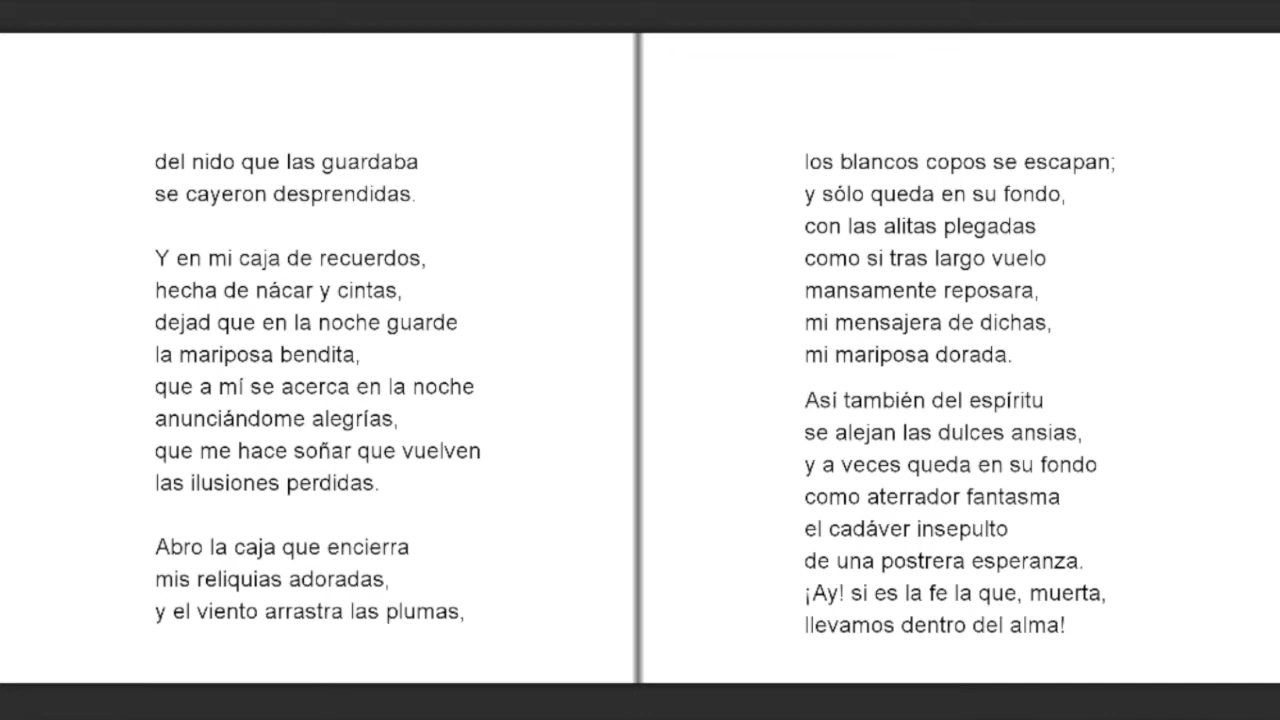 del nido que las guardaba
se cayeron desprendidas.
Y en mi caja de recuerdos,
hecha de nácar y cintas,
dejad que en la noche guarde
la mariposa bendita,
que a mí se acerca en la noche
anunciándome alegrías,
que me hace soñar que vuelven
las ilusiones perdidas.
Abro la caja que encierra
mis reliquias adoradas,
y el viento arrastra las plumas,
los blancos copos se escapan;
y sólo queda en su fondo,
con las alitas plegadas
como si tras largo vuelo
mansamente reposara,
mi mensajera de dichas,
mi mariposa dorada.
Así también del espíritu
se alejan las dulces ansias,
y a veces queda en su fondo
como aterrador fantasma
el cadáver insepulto
de una postrera esperanza.
¡Ay! si es la fe la que, muerta,
llevamos dentro del alma!